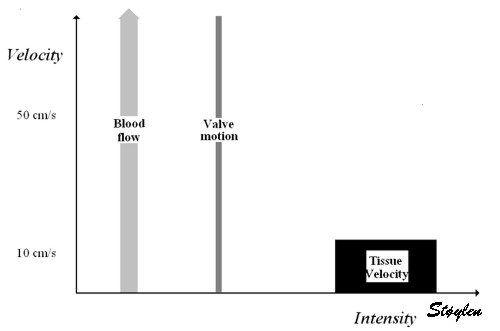 Velocity
50 cm/s
Blood
flow
Valve
motion
10 cm/s
Tissue
Velocity
Intensity
Støylen